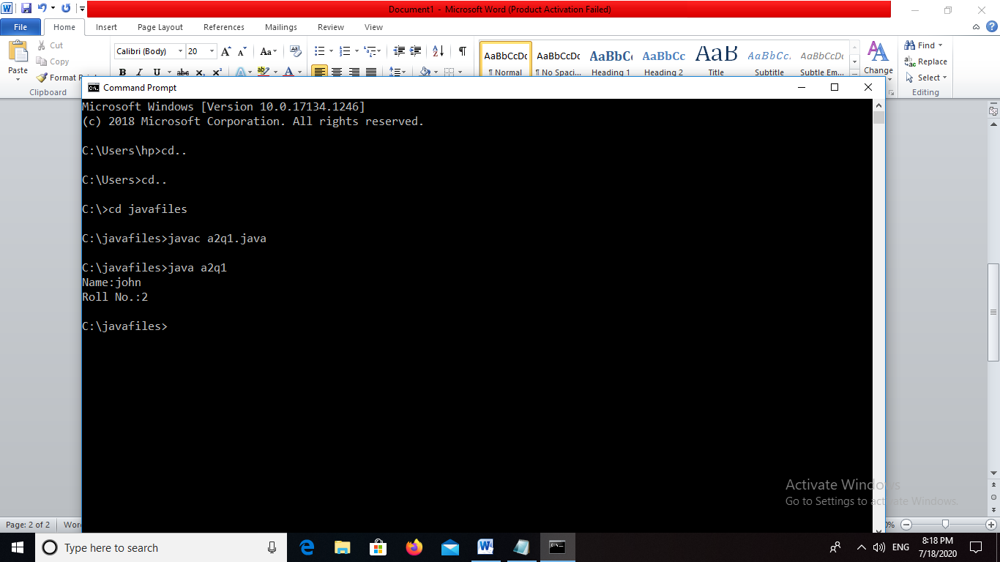 Document1 - Microsoft Word (Product Activation Failed)
File Home Insert Page Layout References Mailings Review View
Cut
Copy
Paste
Format
Clipboard
Calibri (Body) 20
B I U abc x₂ x²
AaBbCcDc AaBbCcDc AaBbC AaBbCc AaB AaBbCc. AaBbCcDc
¶ Normal ¶ No Spaci... Heading 1 Heading 2 Title Subtitle Subtle Em...
Change
Find
Replace
Select
Editing
Command Prompt
Microsoft Windows [Version 10.0.17134.1246]
(c) 2018 Microsoft Corporation. All rights reserved.
C:\Users\hp>cd..
C:\Users>cd..
C:\>cd javafiles
C:\javafiles>javac a2q1.java
C:\javafiles>java a2q1
Name:john
Roll No.:2
C:\javafiles>
Activate Windows
Go to Settings to activate Windows.
Page: 2 of 2
Type here to search
ENG
8:18 PM
7/18/2020